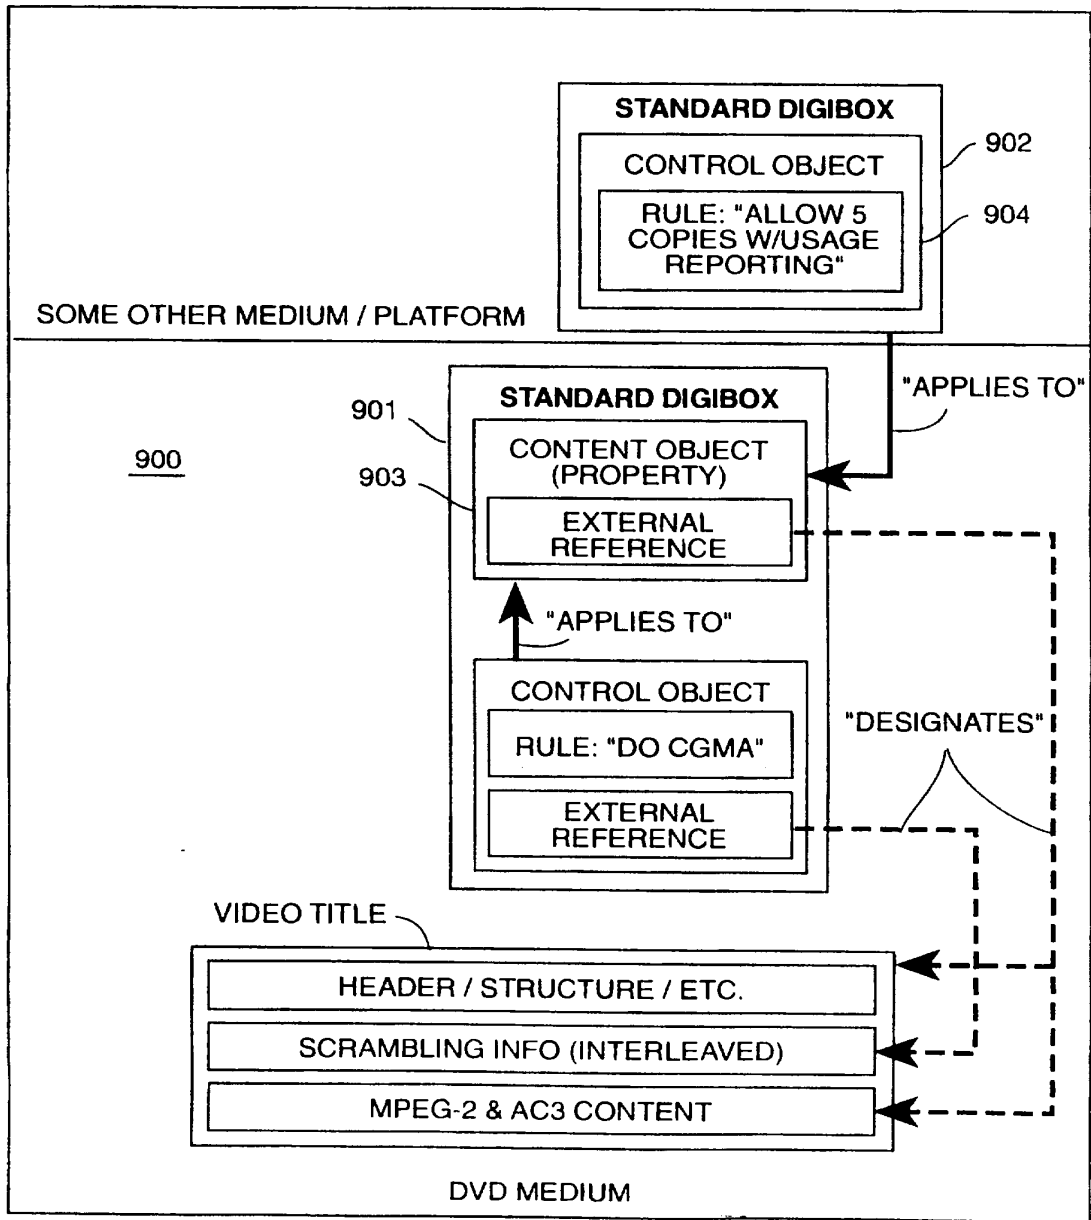 STANDARD DIGIBOX
902
CONTROL OBJECT
RULE: "ALLOW 5
COPIES W/USAGE
REPORTING"
904
SOME OTHER MEDIUM / PLATFORM
"APPLIES TO"
STANDARD DIGIBOX
901
900
CONTENT OBJECT
(PROPERTY)
903
EXTERNAL
REFERENCE
"APPLIES TO"
CONTROL OBJECT
"DESIGNATES"
RULE: "DO CGMA"
EXTERNAL
REFERENCE
VIDEO TITLE
HEADER / STRUCTURE / ETC.
SCRAMBLING INFO (INTERLEAVED)
MPEG-2 & AC3 CONTENT
DVD MEDIUM